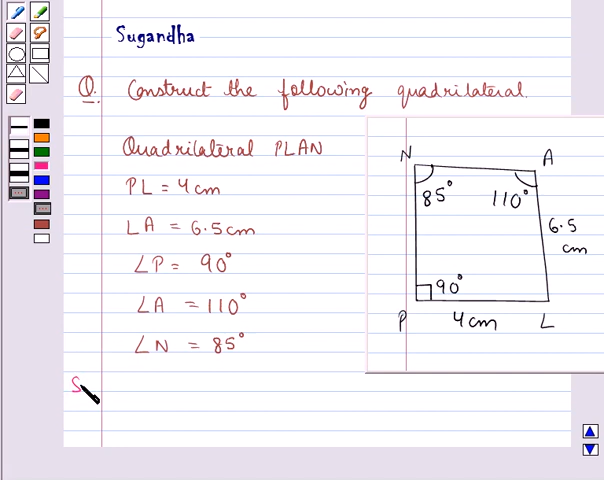 Sugandha
Q. Construct the following quadrilateral.
Quadrilateral PLAN
PL = 4 cm
LA = 6.5 cm
∠P = 90°
∠A = 110°
∠N = 85°
S
N A
85° 110°
6.5
cm
90°
P 4 cm L